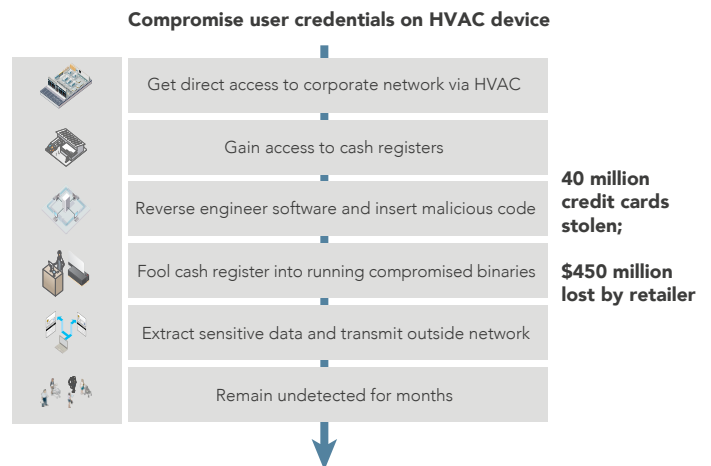 Compromise user credentials on HVAC device
Get direct access to corporate network via HVAC
Gain access to cash registers
Reverse engineer software and insert malicious code
Fool cash register into running compromised binaries
Extract sensitive data and transmit outside network
Remain undetected for months
40 million
credit cards
stolen;
$450 million
lost by retailer